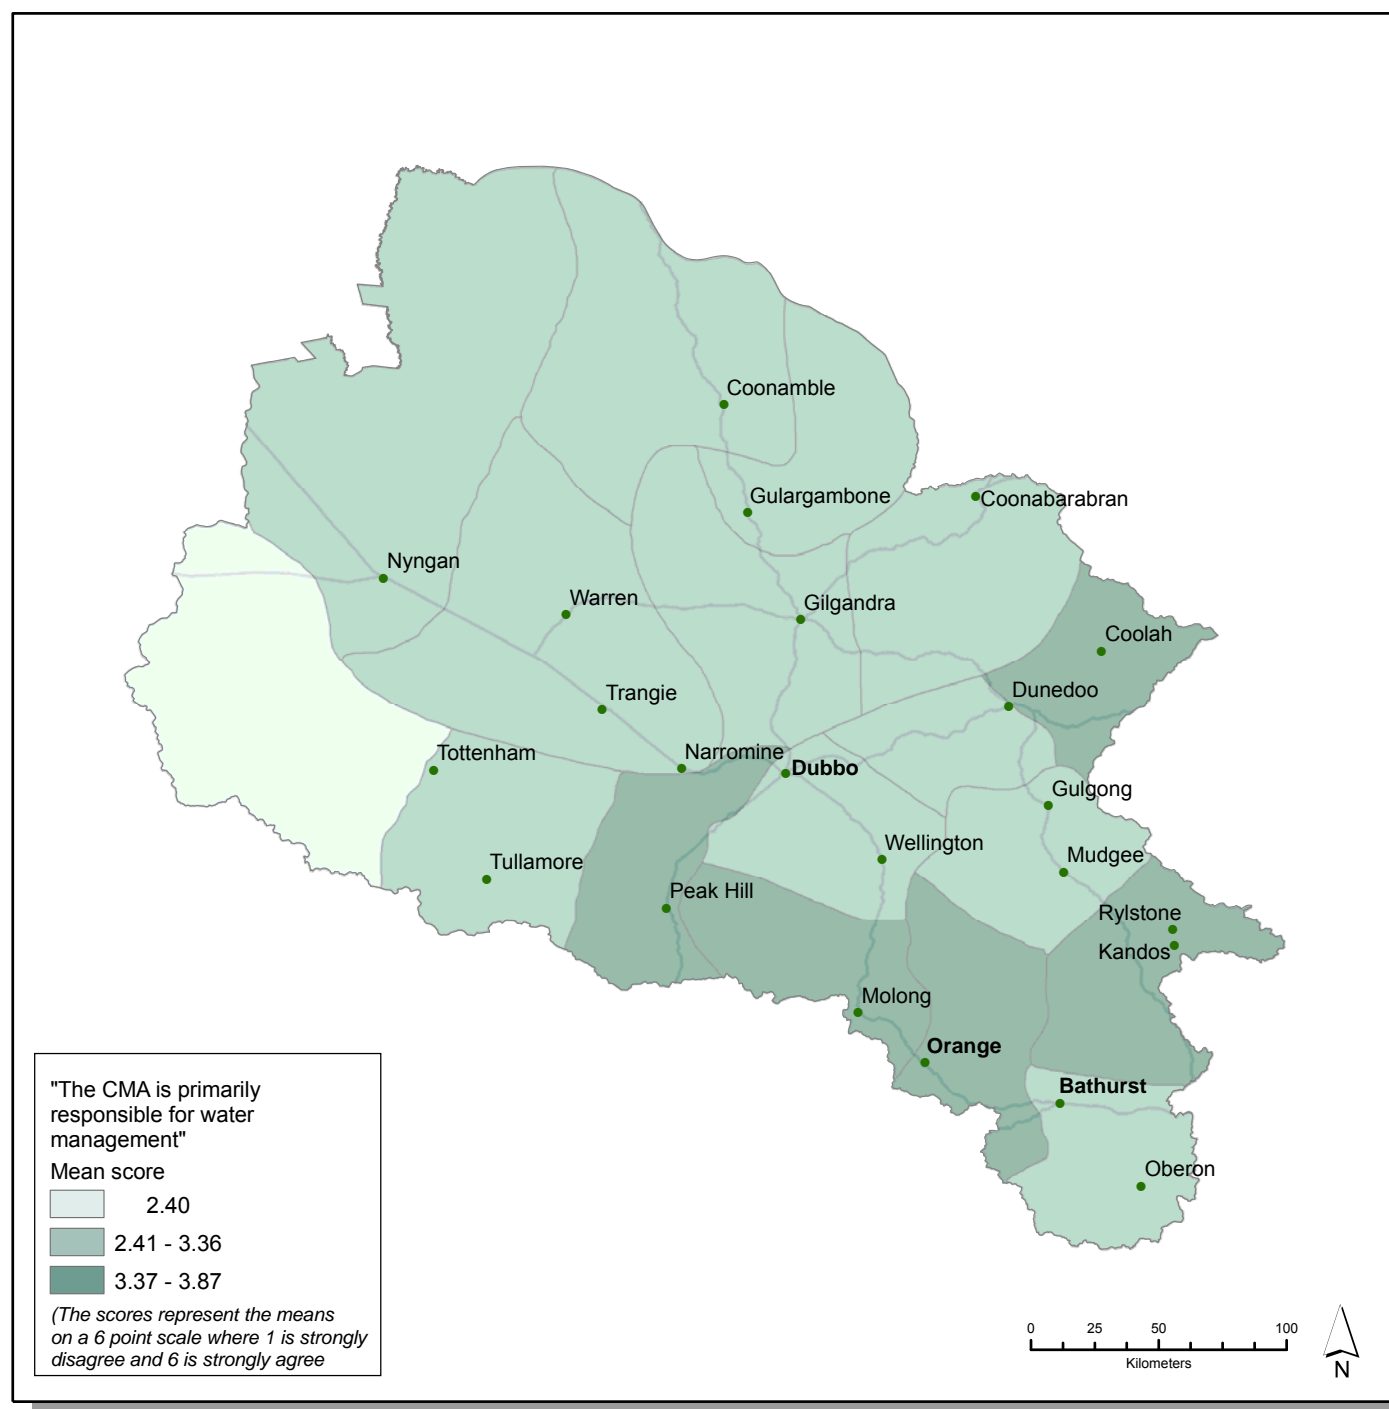 Coonamble
Gulargambone
Coonabarabran
Nyngan
Warren
Gilgandra
Coolah
Dunedoo
Trangie
Tottenham
Narromine
Dubbo
Gulgong
Wellington
Mudgee
Tullamore
Peak Hill
Rylstone
Kandos
Molong
Orange
Bathurst
Oberon
"The CMA is primarily
responsible for water
management"
Mean score
2.40
2.41 - 3.36
3.37 - 3.87
(The scores represent the means
on a 6 point scale where 1 is strongly
disagree and 6 is strongly agree
0 25 50 100
Kilometers
N